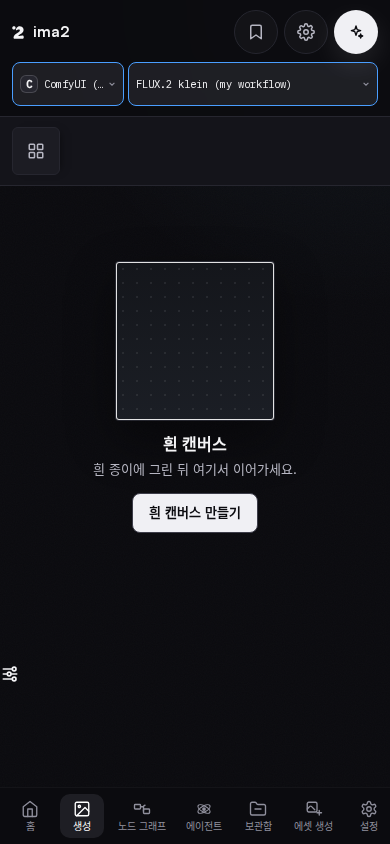 ima2
C ComfyUI (…
FLUX.2 klein (my workflow)
흰 캔버스
흰 종이에 그린 뒤 여기서 이어가세요.
흰 캔버스 만들기
홈
생성
노드 그래프
에이전트
보관함
에셋 생성
설정